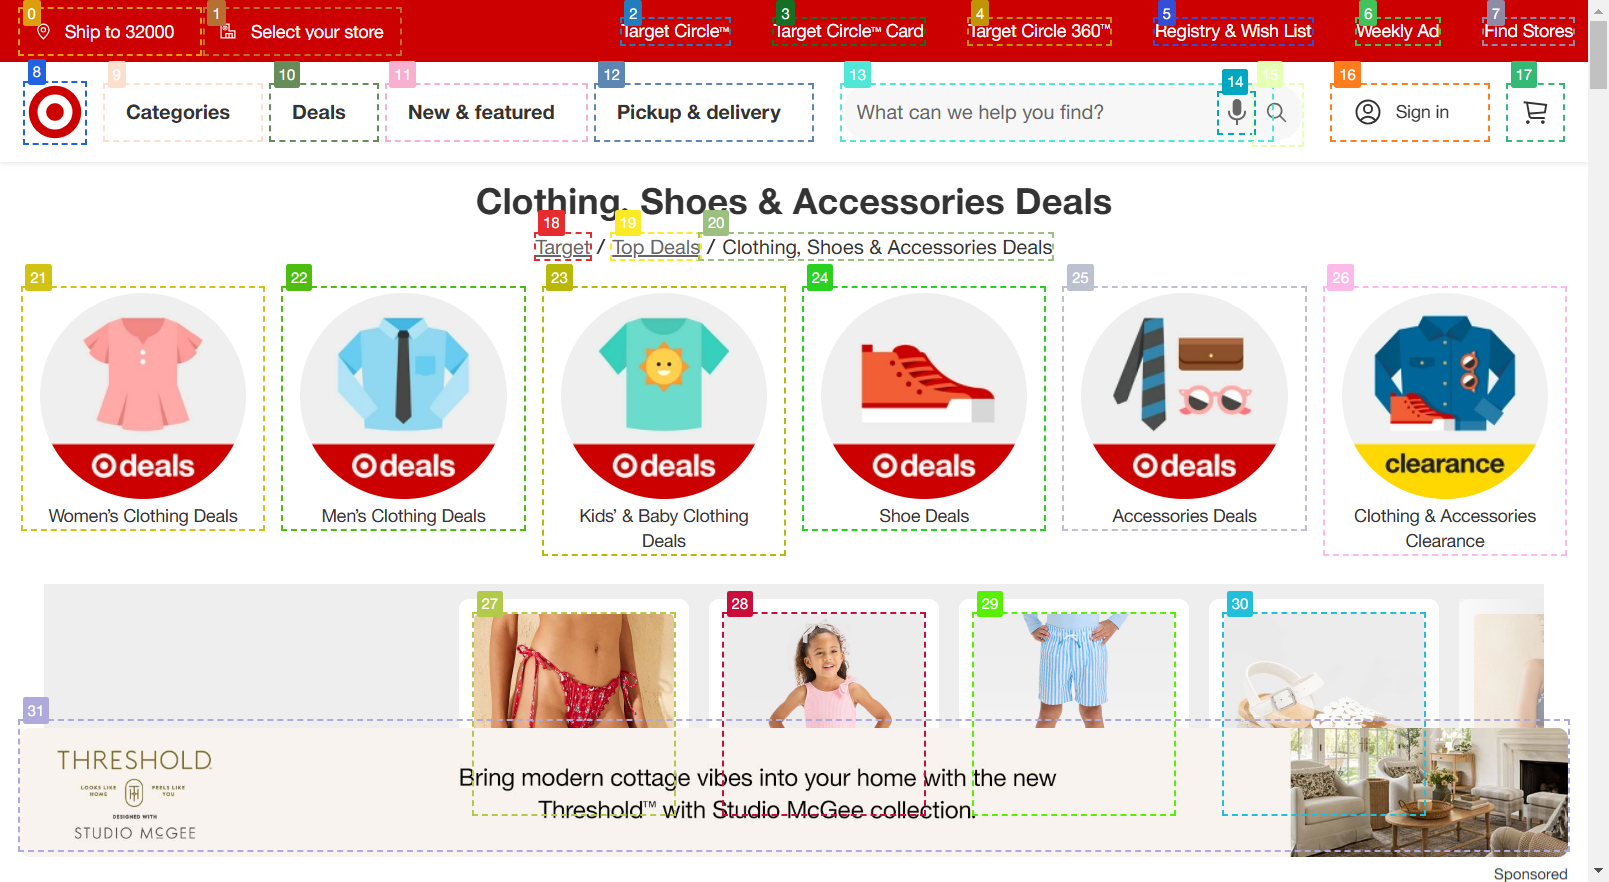 0 1 2 3 4 5 6 7
Ship to 32000 Select your store Target Circle™ Target Circle™ Card Target Circle 360™ Registry & Wish List Weekly Ad Find Stores
8 9 10 11 12 13 14 15 16 17
Categories Deals New & featured Pickup & delivery What can we help you find? Sign in
Clothing, Shoes & Accessories Deals
18 19 20
Target / Top Deals / Clothing, Shoes & Accessories Deals
21 22 23 24 25 26
deals deals deals deals deals clearance
Women's Clothing Deals
Men's Clothing Deals
Kids' & Baby Clothing
Deals
Shoe Deals
Accessories Deals
Clothing & Accessories
Clearance
27 28 29 30
31
THRESHOLD
LOOKS LIKE HOME FEELS LIKE YOU
DESIGNED WITH
STUDIO McGEE
Bring modern cottage vibes into your home with the new
Threshold™ with Studio McGee collection.
Sponsored